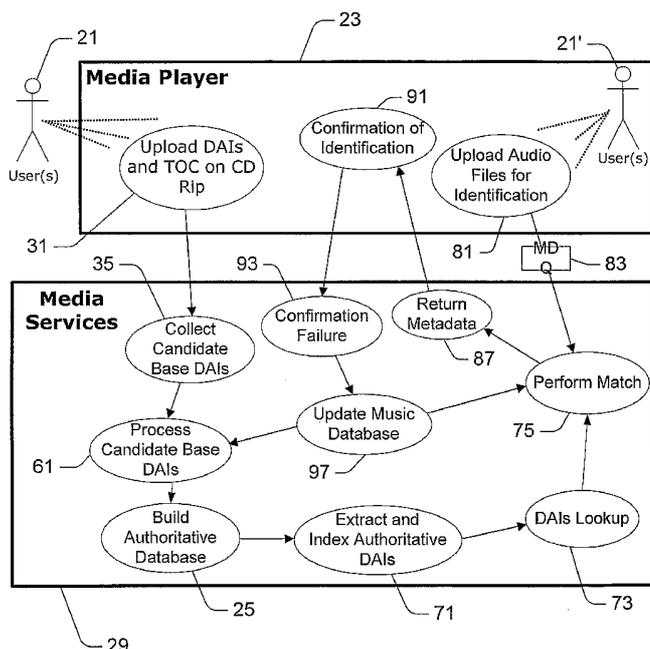 21
23
21'
Media Player
91
Confirmation of
Identification
Upload DAIs
and TOC on CD
Rip
Upload Audio
Files for
Identification
User(s)
User(s)
31
81
MD
Q
83
35
93
Media
Services
Collect
Candidate
Base DAIs
Confirmation
Failure
Return
Metadata
87
Perform Match
75
Process
Candidate Base
DAIs
61
Update Music
Database
97
Build
Authoritative
Database
25
Extract and
Index Authoritative
DAIs
71
DAIs Lookup
73
29